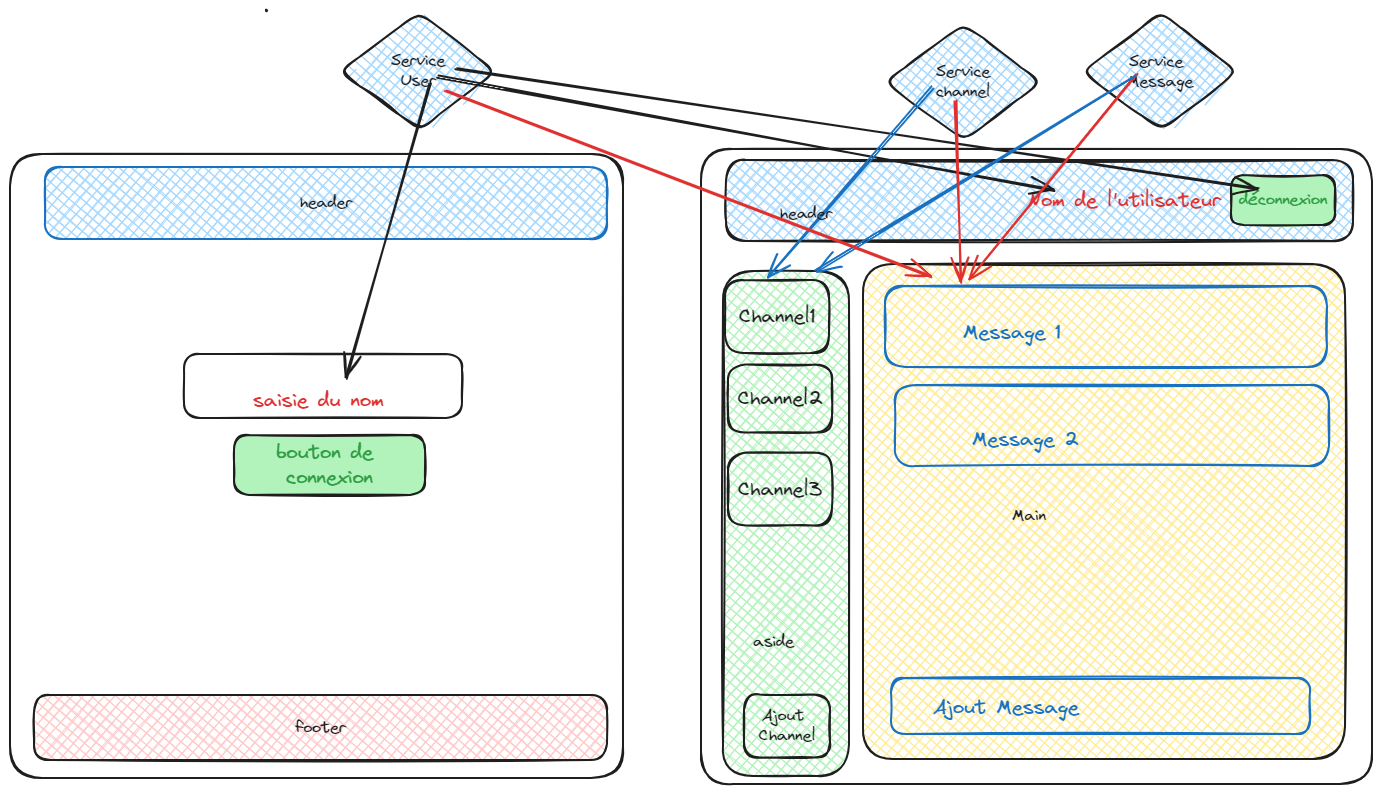 Service
User
Service
channel
Service
Message
header
saisie du nom
bouton de
connexion
footer
header
Nom de l'utilisateur
déconnexion
Channel1
Channel2
Channel3
aside
Ajout
Channel
Message 1
Message 2
Main
Ajout Message